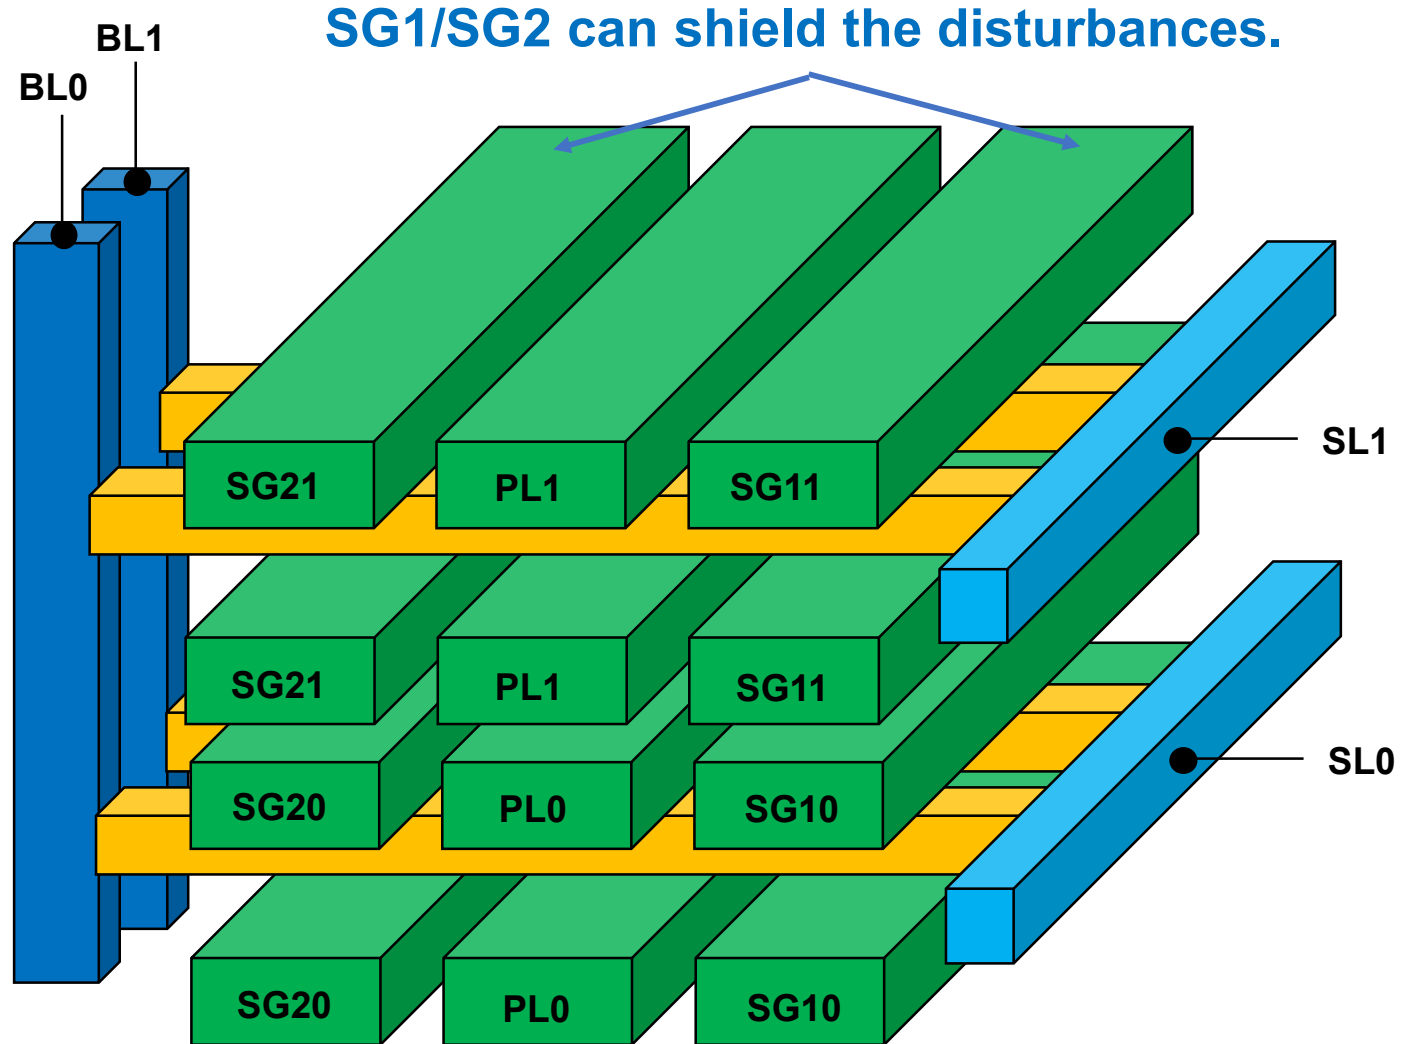 SG1/SG2 can shield the disturbances.
BL1
BL0
SL1
SG21 PL1 SG11
SG21 PL1 SG11
SL0
SG20 PL0 SG10
SG20 PL0 SG10